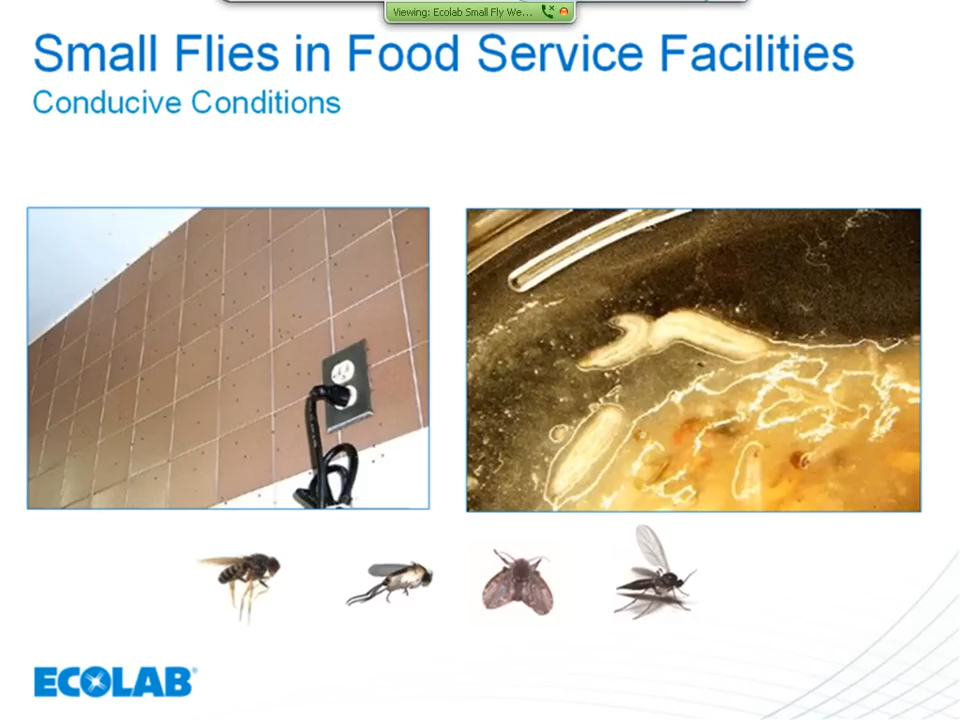 Viewing: Ecolab Small Fly We...
Small Flies in Food Service Facilities
Conducive Conditions
ECOLAB®